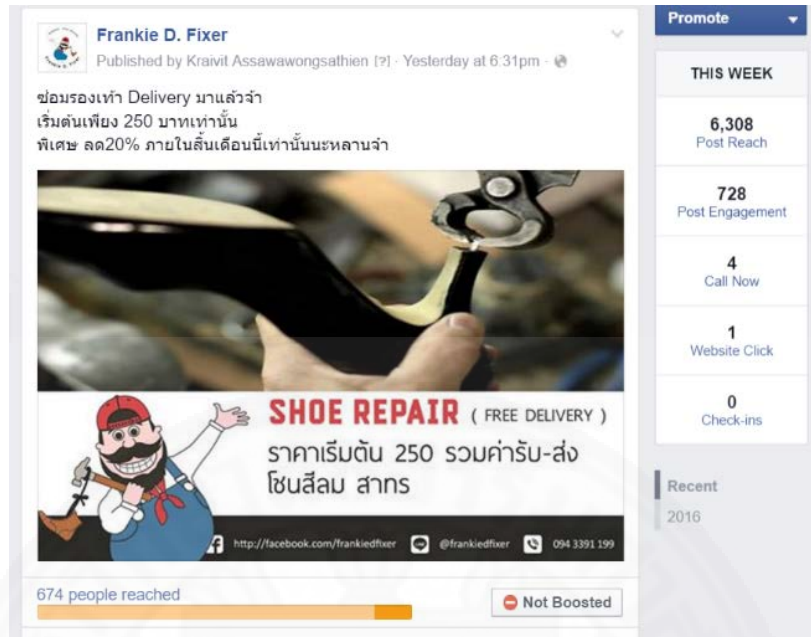 Frankie D. Fixer
Published by Kraivit Assawawongsathien [?] · Yesterday at 6:31pm ·
ซ่อมรองเท้า Delivery มาแล้วจ้า
เริ่มต้นเพียง 250 บาทเท่านั้น
พิเศษ ลด20% ภายในสิ้นเดือนนี้เท่านั้นนะหลานจ๋า
SHOE REPAIR ( FREE DELIVERY )
ราคาเริ่มต้น 250 รวมค่ารับ-ส่ง
โซนสีลม สาทร
http://facebook.com/frankiedfixer @frankiedfixer 094 3391 199
674 people reached
Not Boosted
Promote
THIS WEEK
6,308
Post Reach
728
Post Engagement
4
Call Now
1
Website Click
0
Check-ins
Recent
2016